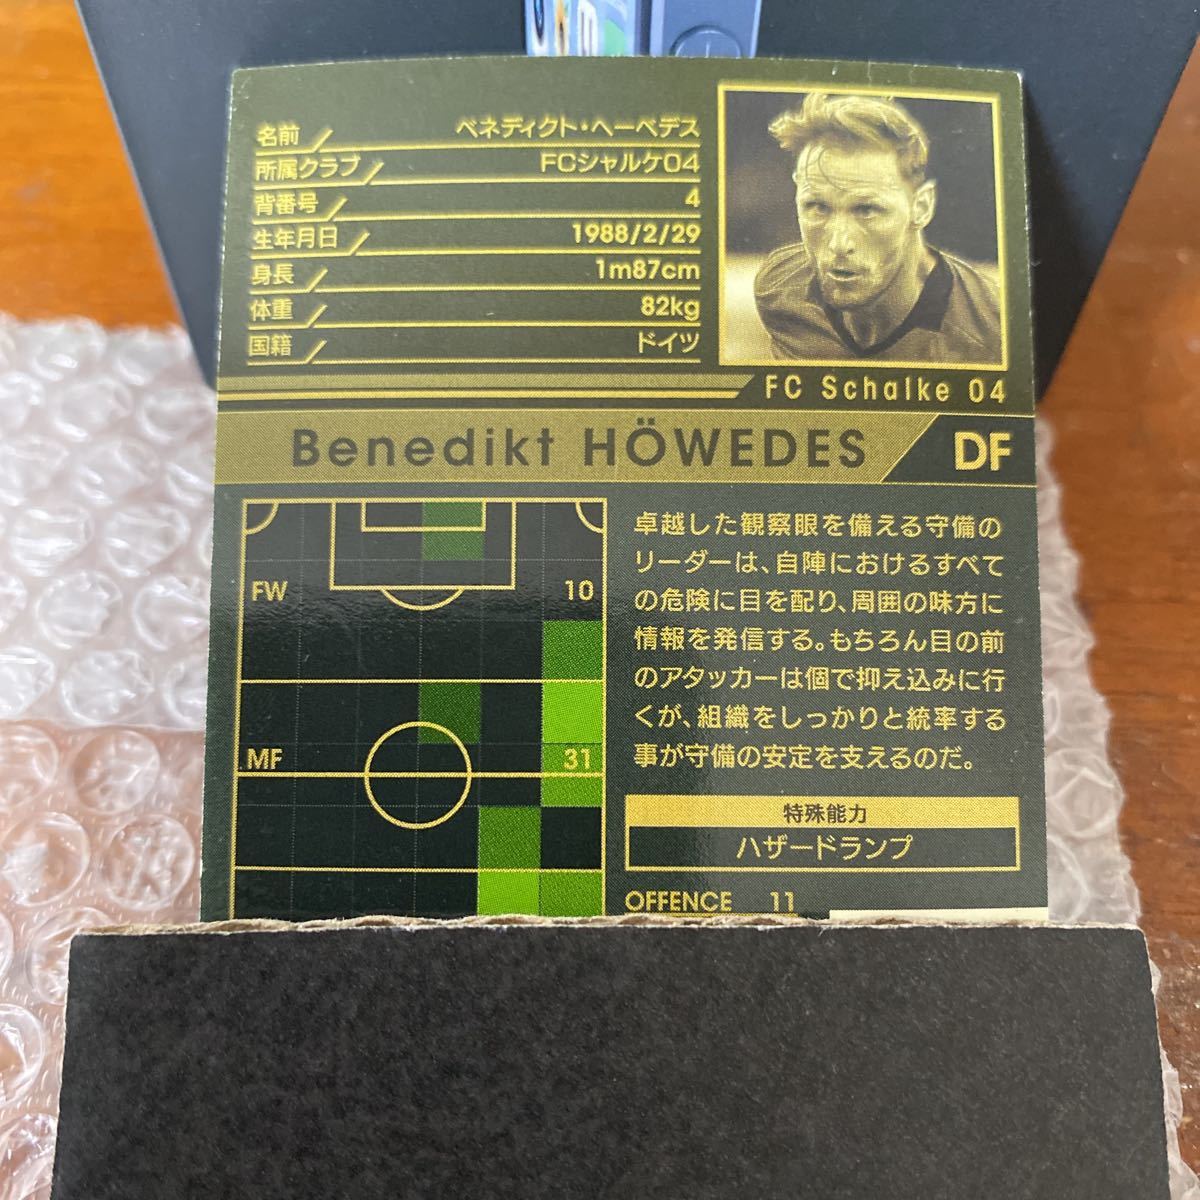 名前 ベネディクト・ヘーベデス
所属クラブ FCシャルケ04
背番号 4
生年月日 1988/2/29
身長 1m87cm
体重 82kg
国籍 ドイツ
FC Schalke 04
Benedikt HÖWEDES DF
FW 10
MF 31
卓越した観察眼を備える守備の
リーダーは、自陣におけるすべて
の危険に目を配り、周囲の味方に
情報を発信する。もちろん目の前
のアタッカーは個で抑え込みに行
くが、組織をしっかりと統率する
事が守備の安定を支えるのだ。
特殊能力
ハザードランプ
OFFENCE 11